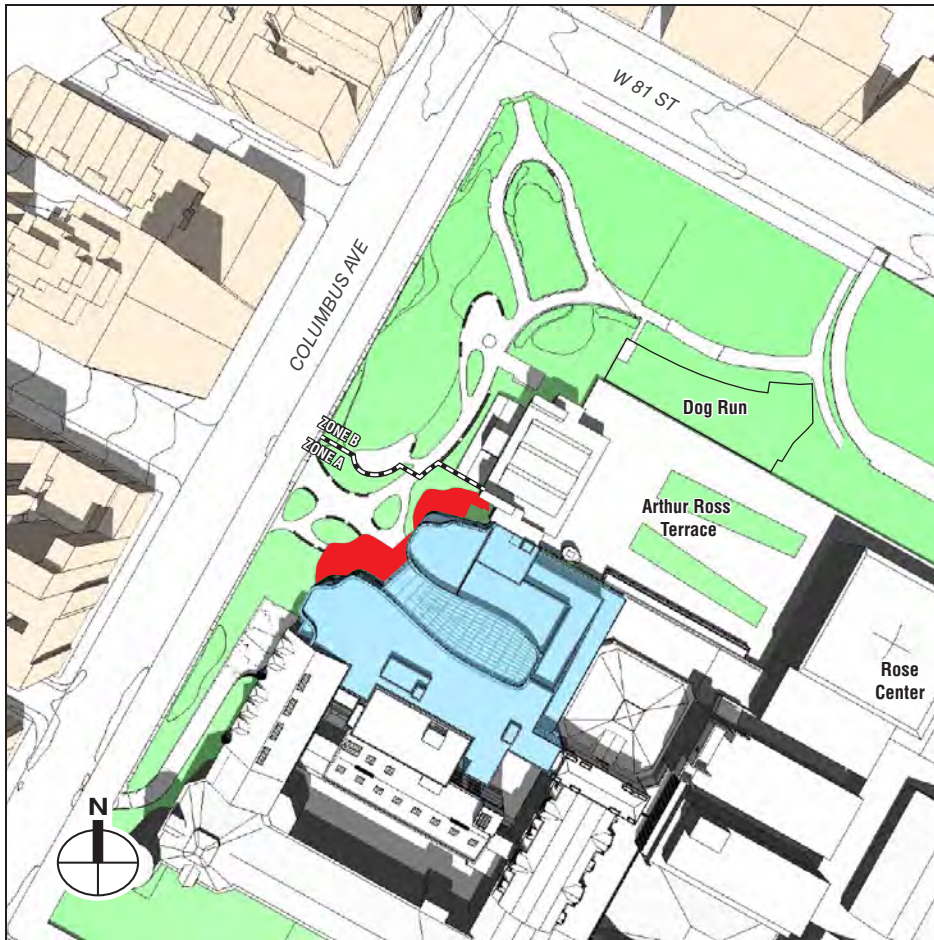 W 81 ST
COLUMBUS AVE
Dog Run
ZONE B
ZONE A
Arthur Ross
Terrace
Rose
Center
N